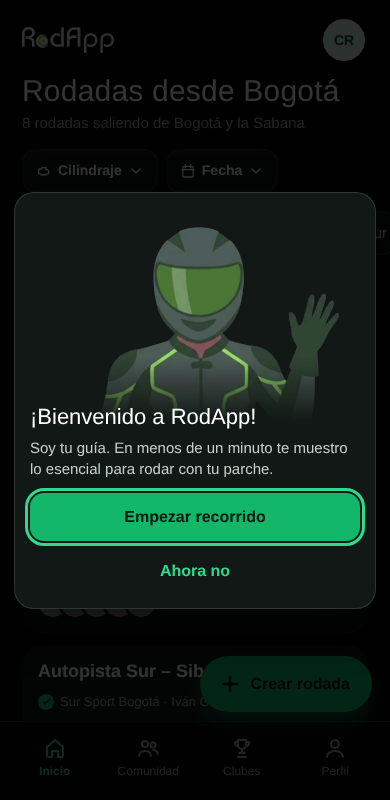 RodApp
CR
Rodadas desde Bogotá
8 rodadas saliendo de Bogotá y la Sabana
Cilindraje
Fecha
ur
¡Bienvenido a RodApp!
Soy tu guía. En menos de un minuto te muestro
lo esencial para rodar con tu parche.
Empezar recorrido
Ahora no
Autopista Sur – Sib
Sur Sport Bogotá · Iván G
Crear rodada
Inicio
Comunidad
Clubes
Perfil